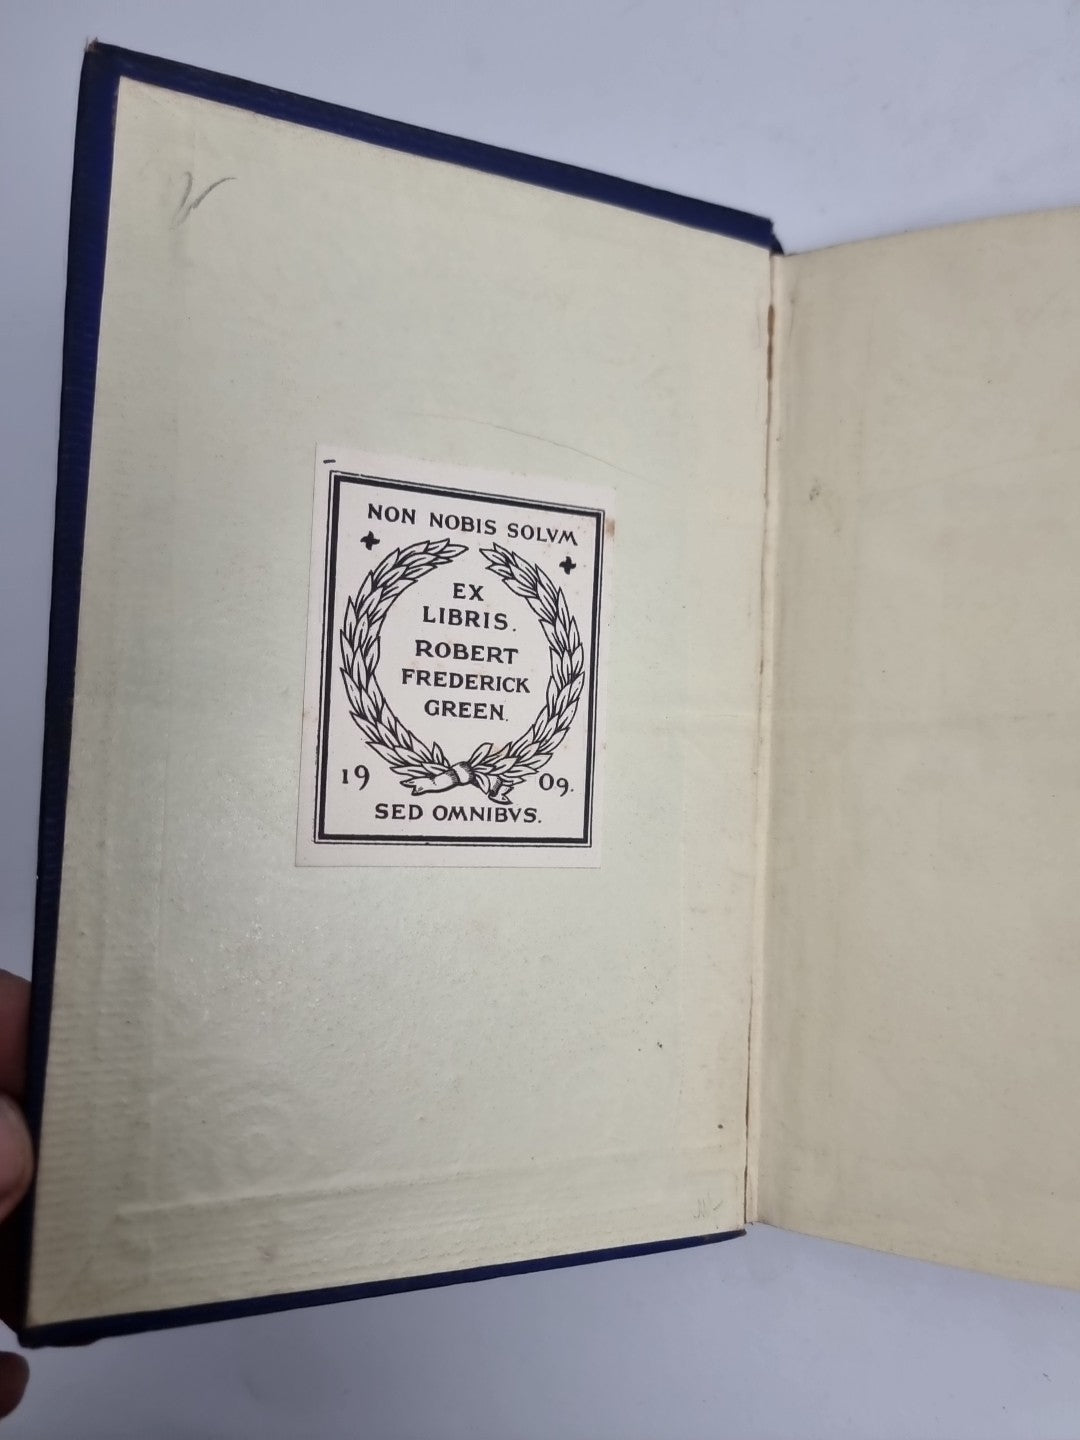 NON NOBIS SOLVM
EX
LIBRIS.
ROBERT
FREDERICK
GREEN.
19 09.
SED OMNIBVS.